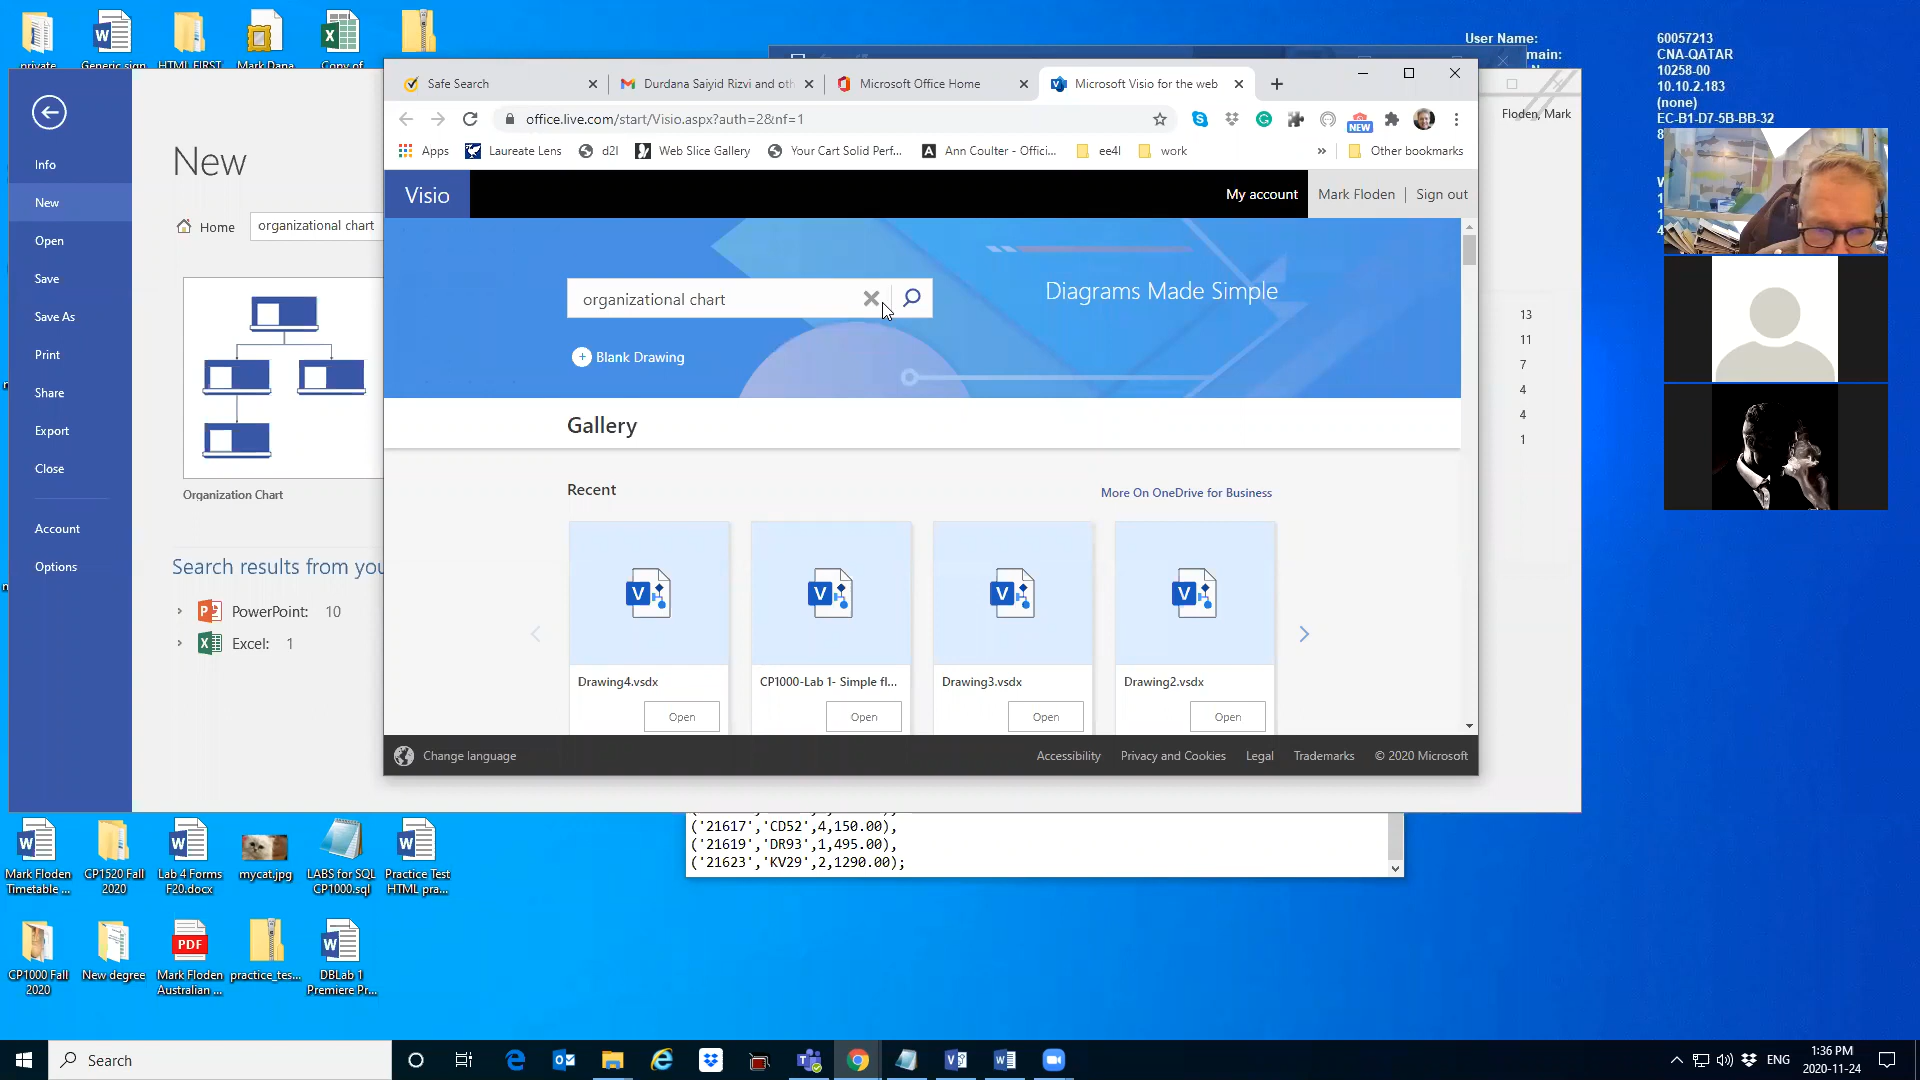 private
Generic sign
HTML FIRST
Mark Dana
Copy of
User Name:
60057213
main:
CNA-QATAR
10258-00
10.10.2.183
(none)
EC-B1-D7-5B-BB-32
Safe Search
Durdana Saiyid Rizvi and oth
Microsoft Office Home
Microsoft Visio for the web
office.live.com/start/Visio.aspx?auth=2&nf=1
NEW
Floden, Mark
Apps
Laureate Lens
d2l
Web Slice Gallery
Your Cart Solid Perf...
Ann Coulter - Offici...
ee4l
work
»
Other bookmarks
Info
New
Open
Save
Save As
Print
Share
Export
Close
Account
Options
New
Home
organizational chart
Organization Chart
Search results from you
PowerPoint: 10
Excel: 1
Visio
My account
Mark Floden
Sign out
organizational chart
Diagrams Made Simple
Blank Drawing
Gallery
Recent
More On OneDrive for Business
Drawing4.vsdx
CP1000-Lab 1- Simple fl...
Drawing3.vsdx
Drawing2.vsdx
Open
Open
Open
Open
Change language
Accessibility
Privacy and Cookies
Legal
Trademarks
© 2020 Microsoft
13
11
7
4
4
1
('21617','CD52',4,150.00),
('21619','DR93',1,495.00),
('21623','KV29',2,1290.00);
Mark Floden
Timetable ...
CP1520 Fall
2020
Lab 4 Forms
F20.docx
mycat.jpg
LABS for SQL
CP1000.sql
Practice Test
HTML pra...
CP1000 Fall
2020
New degree
PDF
Mark Floden
Australian ...
practice_tes...
DBLab 1
Premiere Pr...
Search
ENG
1:36 PM
2020-11-24